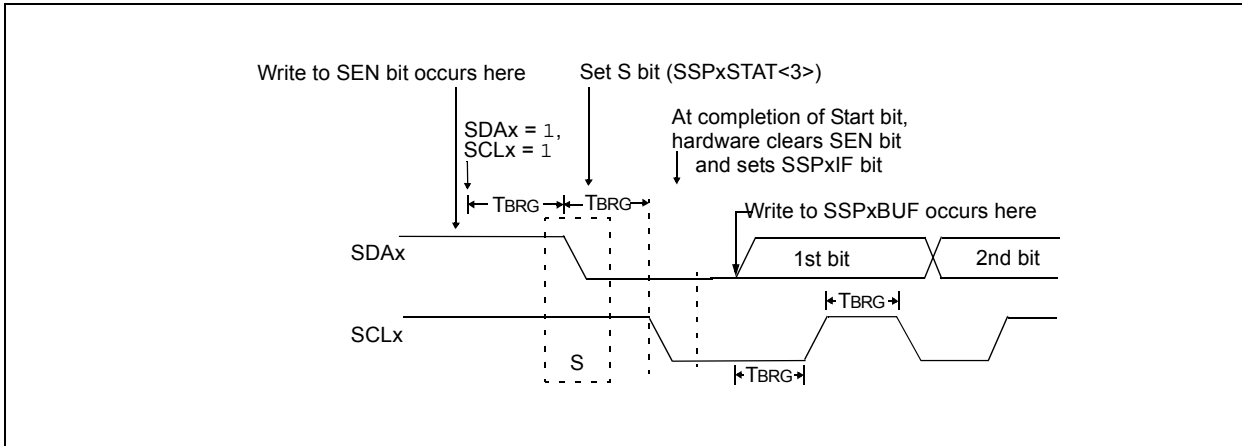 Write to SEN bit occurs here
Set S bit (SSPxSTAT<3>)
SDAx = 1,
SCLx = 1
At completion of Start bit,
hardware clears SEN bit
and sets SSPxIF bit
TBRG
TBRG
Write to SSPxBUF occurs here
SDAx
1st bit
2nd bit
TBRG
SCLx
S
TBRG